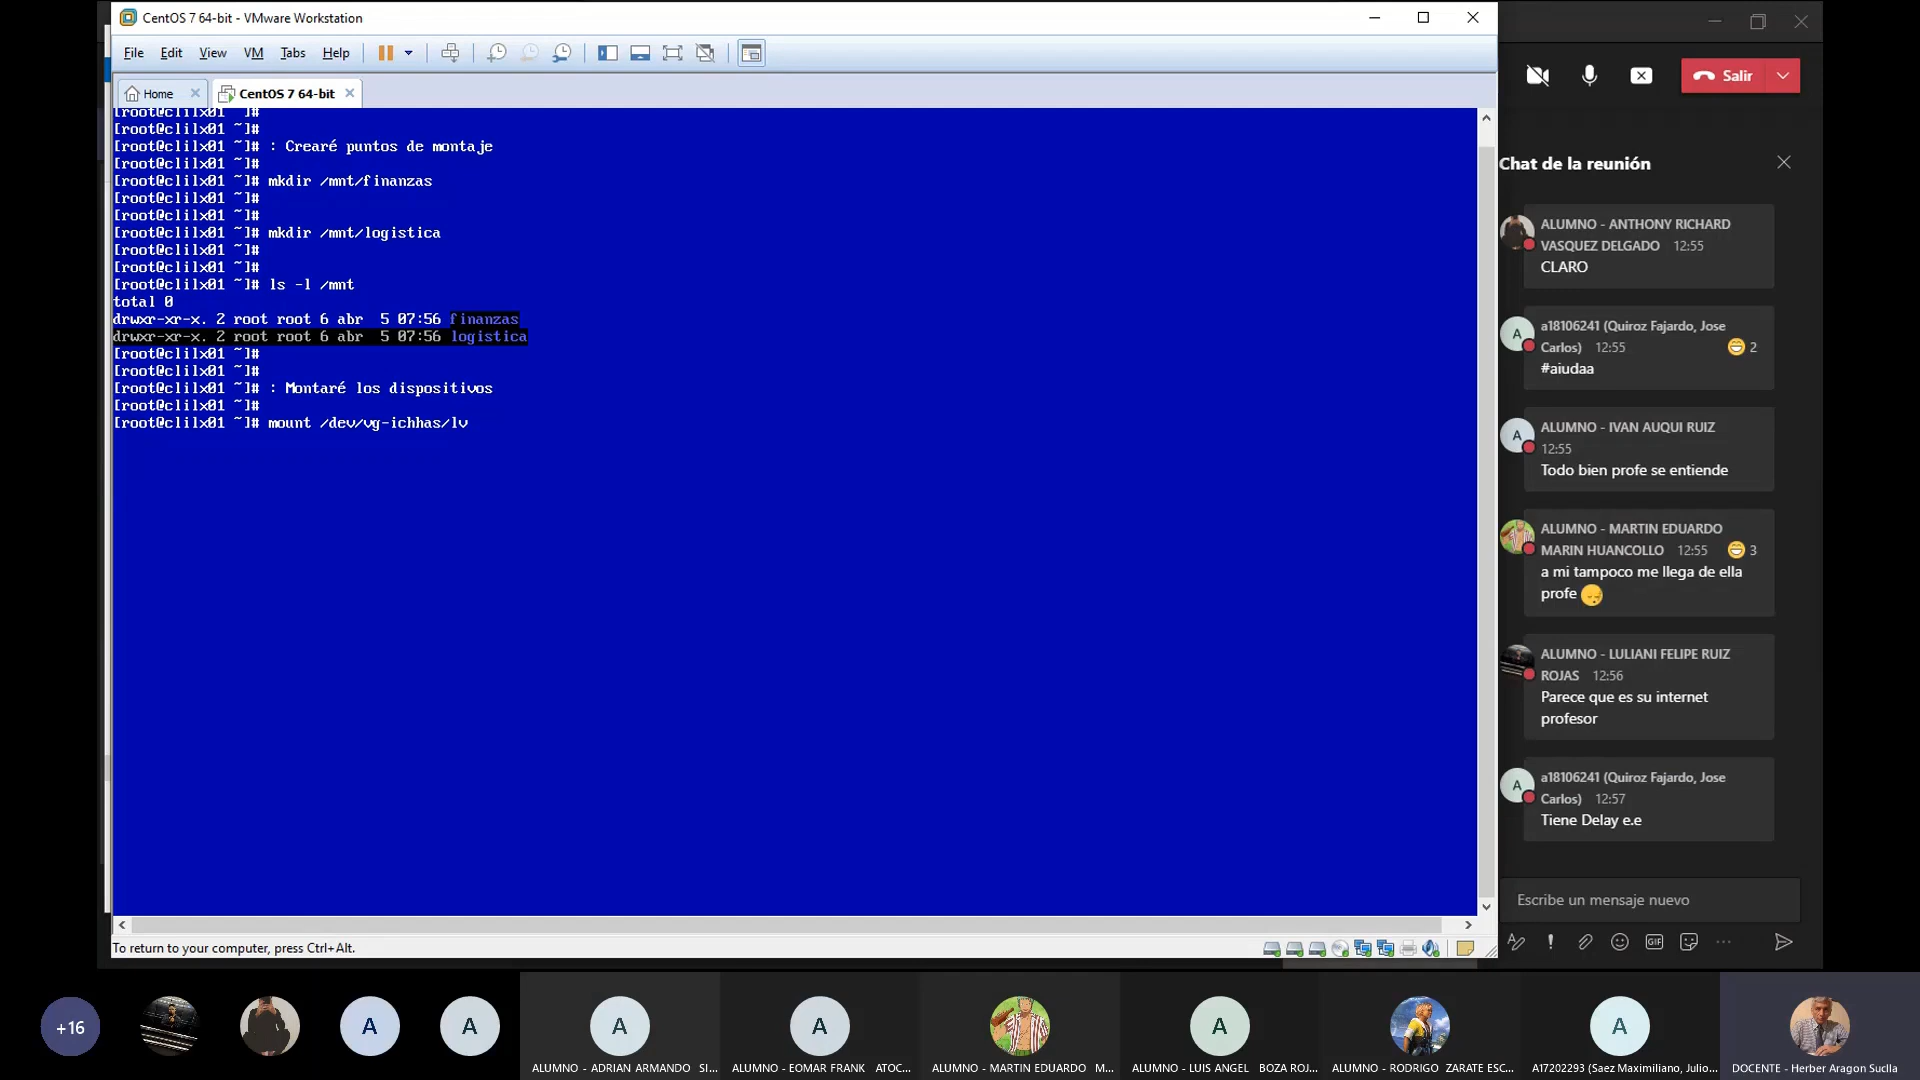 CentOS 7 64-bit - VMware Workstation
File Edit View VM Tabs Help
Home
CentOS 7 64-bit
[root@clilx01 ~]#
[root@clilx01 ~]#
[root@clilx01 ~]# : Crearé puntos de montaje
[root@clilx01 ~]#
[root@clilx01 ~]# mkdir /mnt/finanzas
[root@clilx01 ~]#
[root@clilx01 ~]#
[root@clilx01 ~]# mkdir /mnt/logistica
[root@clilx01 ~]#
[root@clilx01 ~]#
[root@clilx01 ~]# ls -l /mnt
total 0
drwxr-xr-x. 2 root root 6 abr  5 07:56 finanzas
drwxr-xr-x. 2 root root 6 abr  5 07:56 logistica
[root@clilx01 ~]#
[root@clilx01 ~]#
[root@clilx01 ~]# : Montaré los dispositivos
[root@clilx01 ~]#
[root@clilx01 ~]# mount /dev/vg-ichhas/lv
To return to your computer, press Ctrl+Alt.
Salir
Chat de la reunión
ALUMNO - ANTHONY RICHARD
VASQUEZ DELGADO 12:55
CLARO
A
a18106241 (Quiroz Fajardo, Jose
Carlos) 12:55 2
#aiudaa
A
ALUMNO - IVAN AUQUI RUIZ
12:55
Todo bien profe se entiende
ALUMNO - MARTIN EDUARDO
MARIN HUANCOLLO 12:55 3
a mi tampoco me llega de ella
profe
ALUMNO - LULIANI FELIPE RUIZ
ROJAS 12:56
Parece que es su internet
profesor
A
a18106241 (Quiroz Fajardo, Jose
Carlos) 12:57
Tiene Delay e.e
Escribe un mensaje nuevo
GIF
+16
A
A
A
ALUMNO - ADRIAN ARMANDO SI...
A
ALUMNO - EOMAR FRANK ATOC...
ALUMNO - MARTIN EDUARDO M...
A
ALUMNO - LUIS ANGEL BOZA ROJ...
ALUMNO - RODRIGO ZARATE ESC...
A
A17202293 (Saez Maximiliano, Julio...
DOCENTE - Herber Aragon Suclla